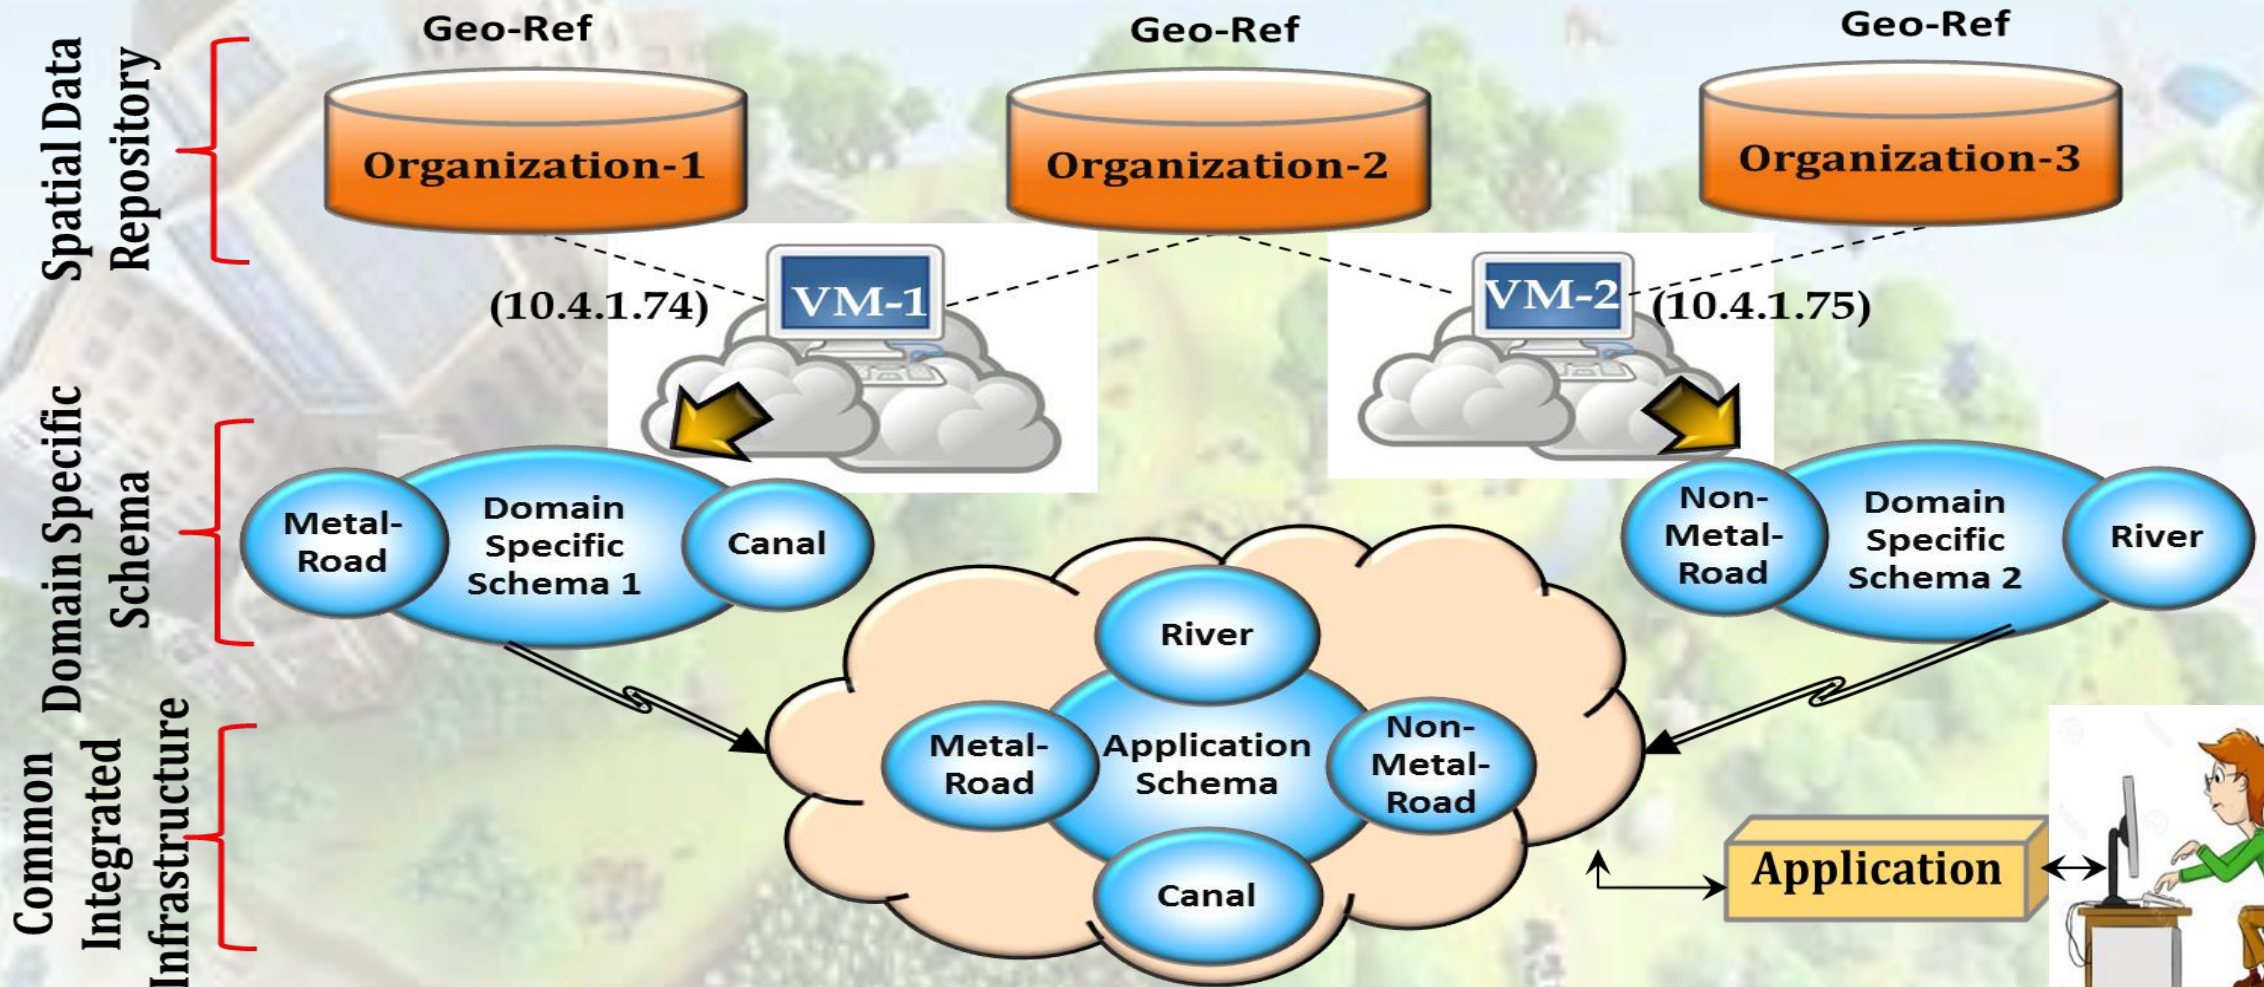 Geo-Ref
Geo-Ref
Geo-Ref
Spatial Data
Repository
Organization-1
Organization-2
Organization-3
(10.4.1.74)
VM-1
VM-2
(10.4.1.75)
Domain Specific
Schema
Metal-
Road
Domain
Specific
Schema 1
Canal
Non-
Metal-
Road
Domain
Specific
Schema 2
River
Common
Integrated
Infrastructure
River
Metal-
Road
Application
Schema
Non-
Metal-
Road
Canal
Application